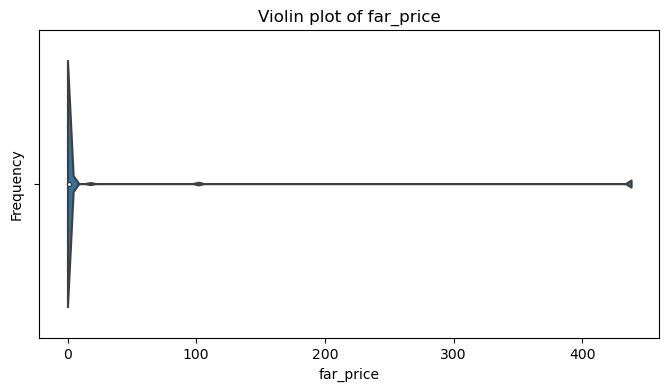 Violin plot of far_price
Frequency
0 100 200 300 400
far_price